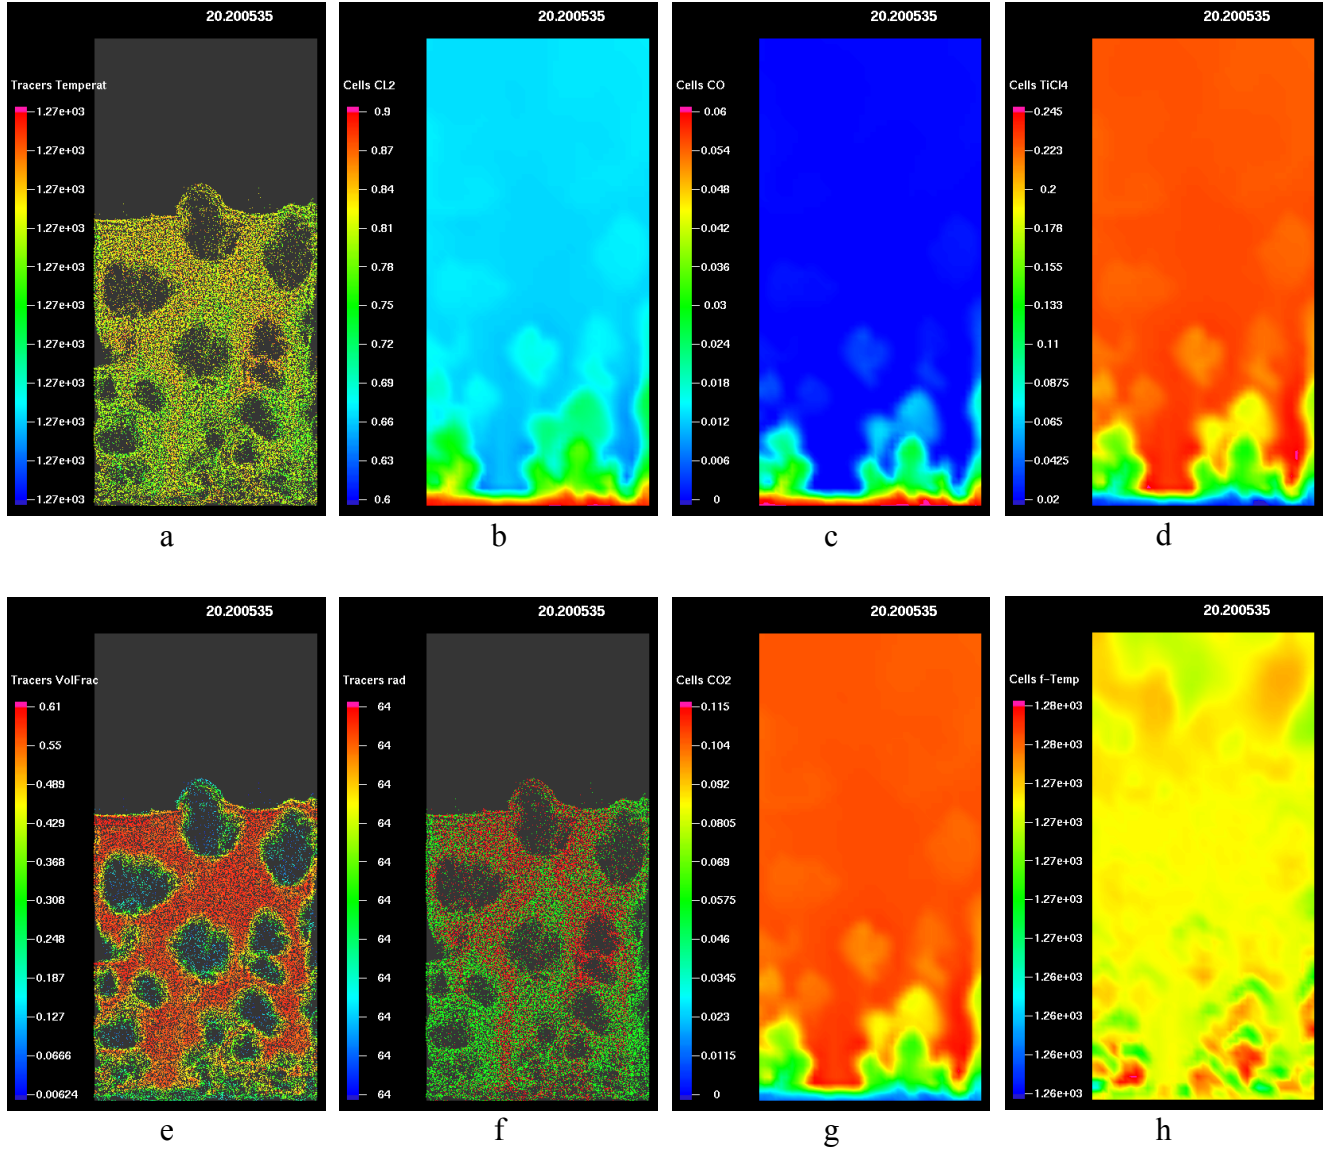 20.200535
Tracers Temperat
1.27e+03
1.27e+03
1.27e+03
1.27e+03
1.27e+03
1.27e+03
1.27e+03
1.27e+03
1.27e+03
1.27e+03
1.27e+03
a
20.200535
Cells CL2
0.9
0.87
0.84
0.81
0.78
0.75
0.72
0.69
0.66
0.63
0.6
b
20.200535
Cells CO
0.06
0.054
0.048
0.042
0.036
0.03
0.024
0.018
0.012
0.006
0
c
20.200535
Cells TiCl4
0.245
0.223
0.2
0.178
0.155
0.133
0.11
0.0875
0.065
0.0425
0.02
d
20.200535
Tracers VolFrac
0.61
0.55
0.489
0.429
0.368
0.308
0.248
0.187
0.127
0.0666
0.00624
e
20.200535
Tracers rad
64
64
64
64
64
64
64
64
64
64
64
f
20.200535
Cells CO2
0.115
0.104
0.092
0.0805
0.069
0.0575
0.046
0.0345
0.023
0.0115
0
g
20.200535
Cells f-Temp
1.28e+03
1.28e+03
1.27e+03
1.27e+03
1.27e+03
1.27e+03
1.27e+03
1.26e+03
1.26e+03
1.26e+03
1.26e+03
h